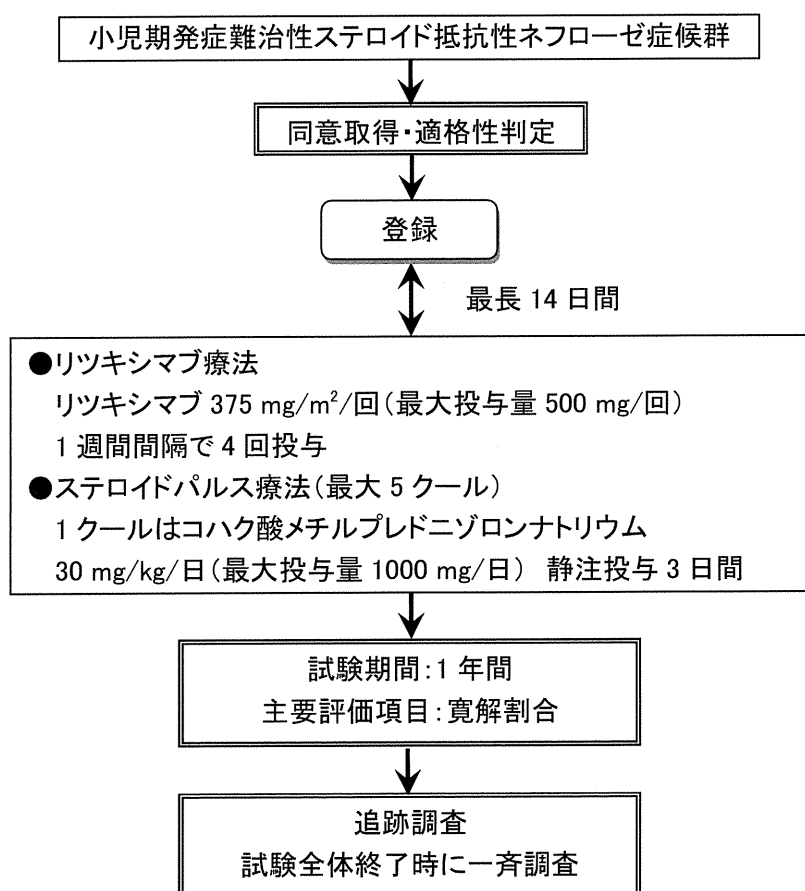 小児期発症難治性ステロイド抵抗性ネフローゼ症候群
同意取得・適格性判定
登録
最長 14 日間
●リツキシマブ療法
リツキシマブ 375 mg/m²/回(最大投与量 500 mg/回)
1 週間間隔で 4 回投与
●ステロイドパルス療法(最大 5 クール)
1 クールはコハク酸メチルプレドニゾロンナトリウム
30 mg/kg/日(最大投与量 1000 mg/日) 静注投与 3 日間
試験期間:1 年間
主要評価項目:寛解割合
追跡調査
試験全体終了時に一斉調査